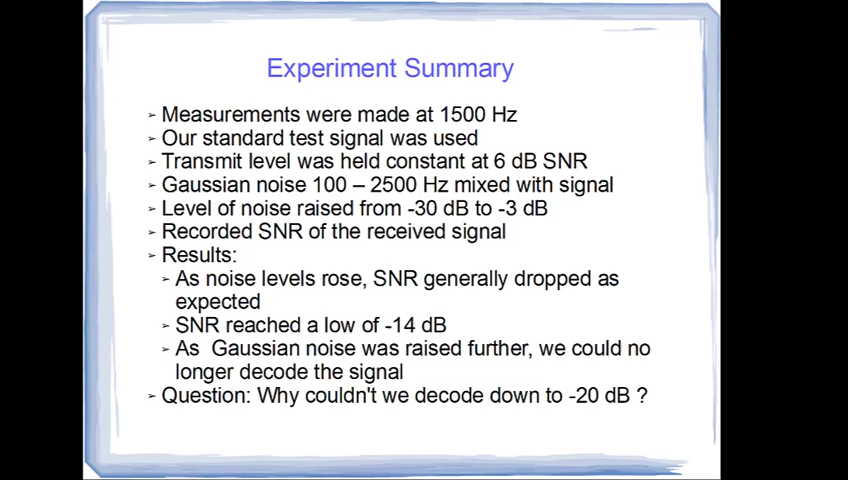 Experiment Summary
➢ Measurements were made at 1500 Hz
➢ Our standard test signal was used
➢ Transmit level was held constant at 6 dB SNR
➢ Gaussian noise 100 – 2500 Hz mixed with signal
➢ Level of noise raised from -30 dB to -3 dB
➢ Recorded SNR of the received signal
➢ Results:
➢ As noise levels rose, SNR generally dropped as
expected
➢ SNR reached a low of -14 dB
➢ As  Gaussian noise was raised further, we could no
longer decode the signal
➢ Question: Why couldn't we decode down to -20 dB ?